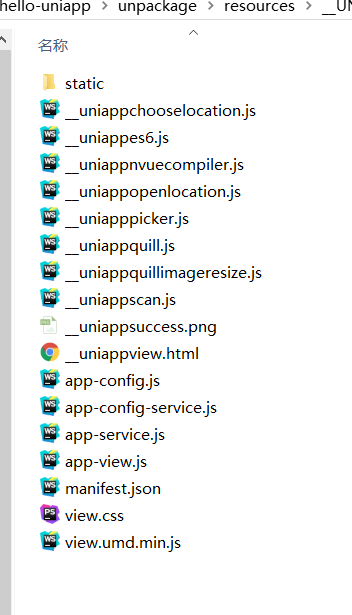 hello-uniapp > unpackage > resources > __UN
名称
static
__uniappchooselocation.js
__uniappes6.js
__uniappnvuecompiler.js
__uniappopenlocation.js
__uniapppicker.js
__uniappquill.js
__uniappquillimageresize.js
__uniappscan.js
__uniappsuccess.png
__uniappview.html
app-config.js
app-config-service.js
app-service.js
app-view.js
manifest.json
view.css
view.umd.min.js